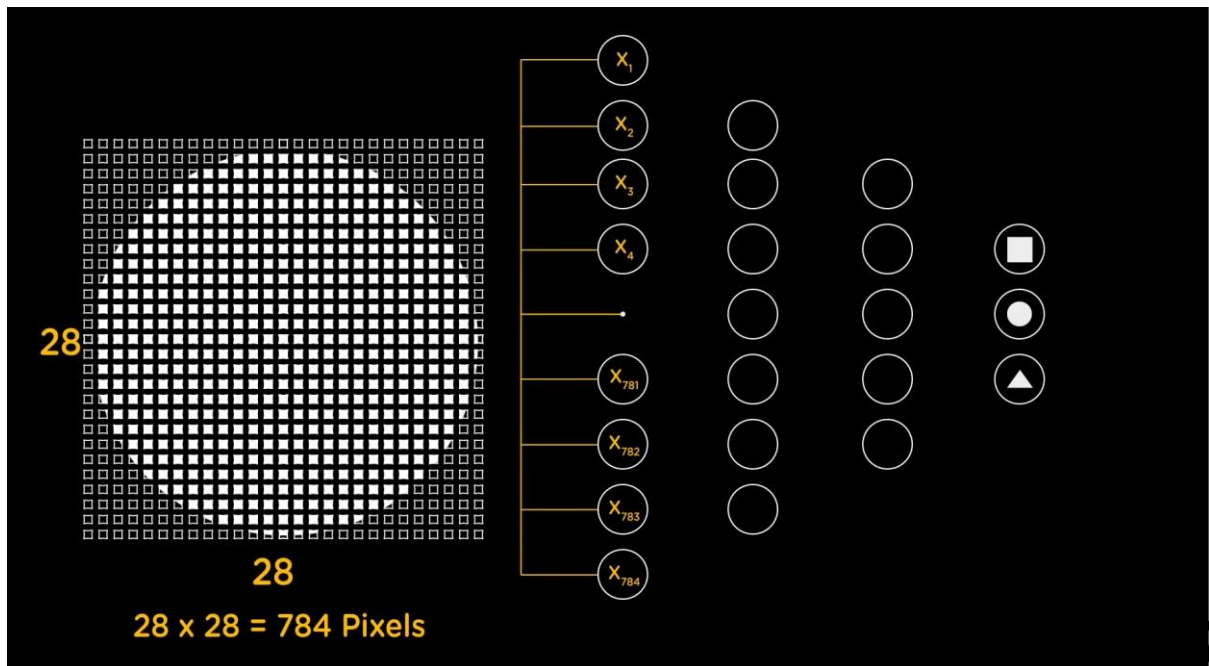 X₁
X₂
X₃
X₄
28
X₇₈₁
X₇₈₂
X₇₈₃
X₇₈₄
28
28 x 28 = 784 Pixels